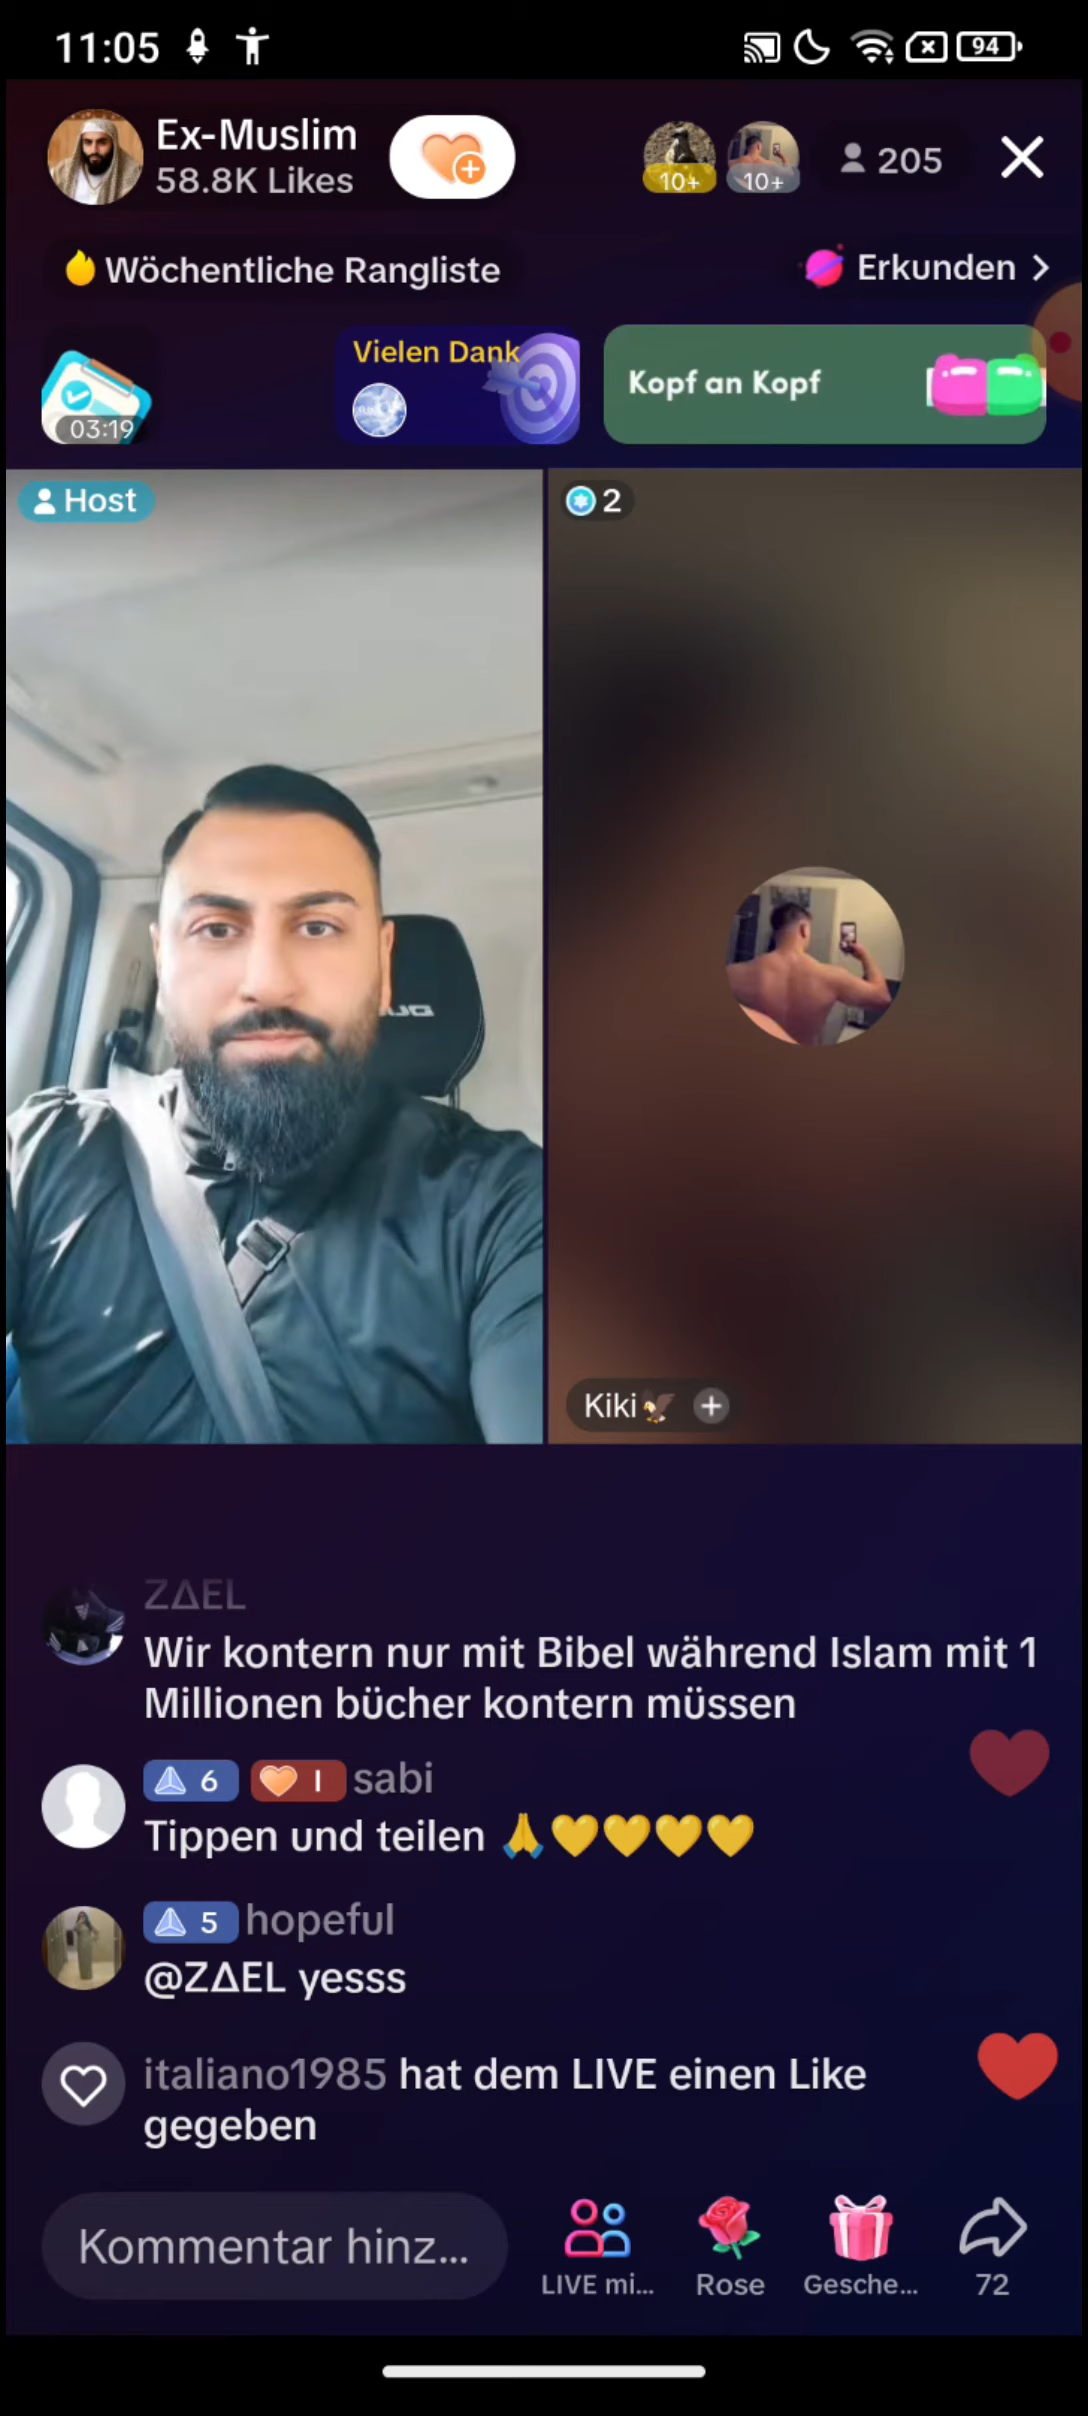 11:05
94
Ex-Muslim
58.8K Likes
10+
10+
205
Wöchentliche Rangliste
Erkunden
03:19
Vielen Dank
Kopf an Kopf
Host
2
Kiki
ZΔEL
Wir kontern nur mit Bibel während Islam mit 1
Millionen bücher kontern müssen
6 I sabi
Tippen und teilen 🙏💛💛💛💛
5 hopeful
@ZΔEL yesss
italiano1985 hat dem LIVE einen Like
gegeben
Kommentar hinz...
LIVE mi...
Rose
Gesche...
72